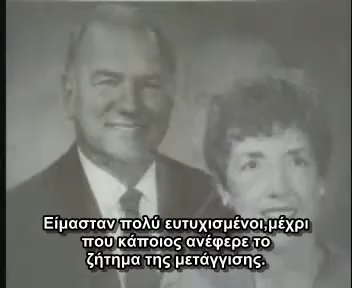 Είμασταν πολύ ευτυχισμένοι,μέχρι
που κάποιος ανέφερε το
ζήτημα της μετάγγισης.